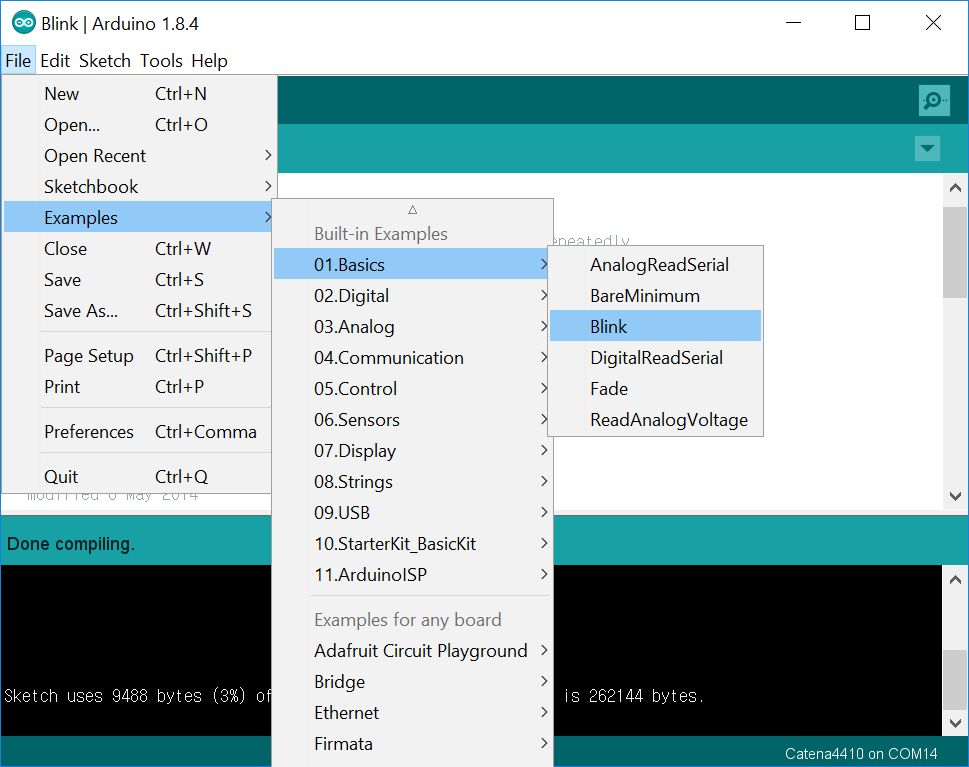 Blink | Arduino 1.8.4
File Edit Sketch Tools Help
New Ctrl+N
Open... Ctrl+O
Open Recent
Sketchbook
Examples
Close Ctrl+W
Save Ctrl+S
Save As... Ctrl+Shift+S
Page Setup Ctrl+Shift+P
Print Ctrl+P
Preferences Ctrl+Comma
Quit Ctrl+Q
Built-in Examples
01.Basics
02.Digital
03.Analog
04.Communication
05.Control
06.Sensors
07.Display
08.Strings
09.USB
10.StarterKit_BasicKit
11.ArduinoISP
Examples for any board
Adafruit Circuit Playground
Bridge
Ethernet
Firmata
AnalogReadSerial
BareMinimum
Blink
DigitalReadSerial
Fade
ReadAnalogVoltage
modified 8 May 2014
Done compiling.
Sketch uses 9488 bytes (3%) of is 262144 bytes.
Catena4410 on COM14